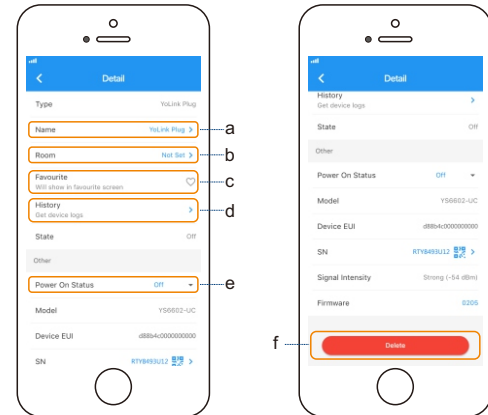 Detail
Type YoLink Plug
Name YoLink Plug >
a
Room Not Set >
b
Favourite
Will show in favourite screen
c
History
Get device logs >
d
State Off
Other
Power On Status Off
e
Model YS6602-UC
Device EUI d88b4c0000000000
SN RTY8493U12 >
Detail
History
Get device logs >
State Off
Other
Power On Status Off
Model YS6602-UC
Device EUI d88b4c0000000000
SN RTY8493U12 >
Signal Intensity Strong (-54 dBm)
Firmware 0205
f
Delete